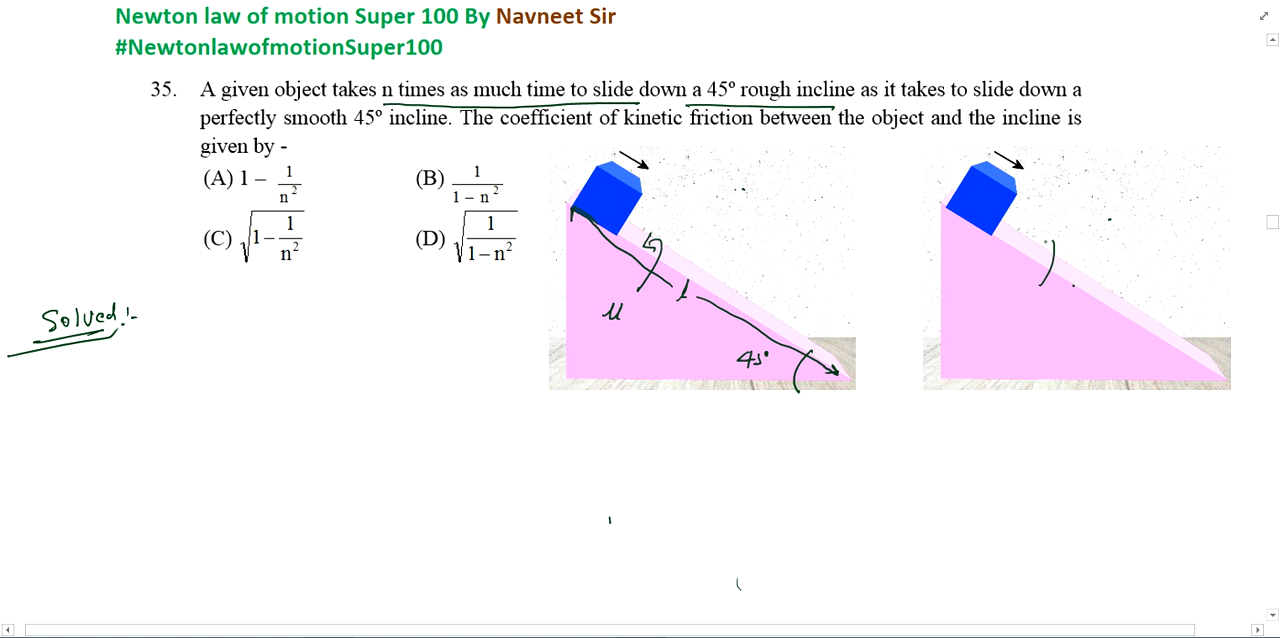 Newton law of motion Super 100 By Navneet Sir
#NewtonlawofmotionSuper100
35. A given object takes n times as much time to slide down a 45º rough incline as it takes to slide down a
perfectly smooth 45º incline. The coefficient of kinetic friction between the object and the incline is
given by -
(A) 1 − 1/n² (B) 1/(1 − n²)
(C) √(1 − 1/n²) (D) √(1/(1 − n²))
Solved:-
μ
l
45°